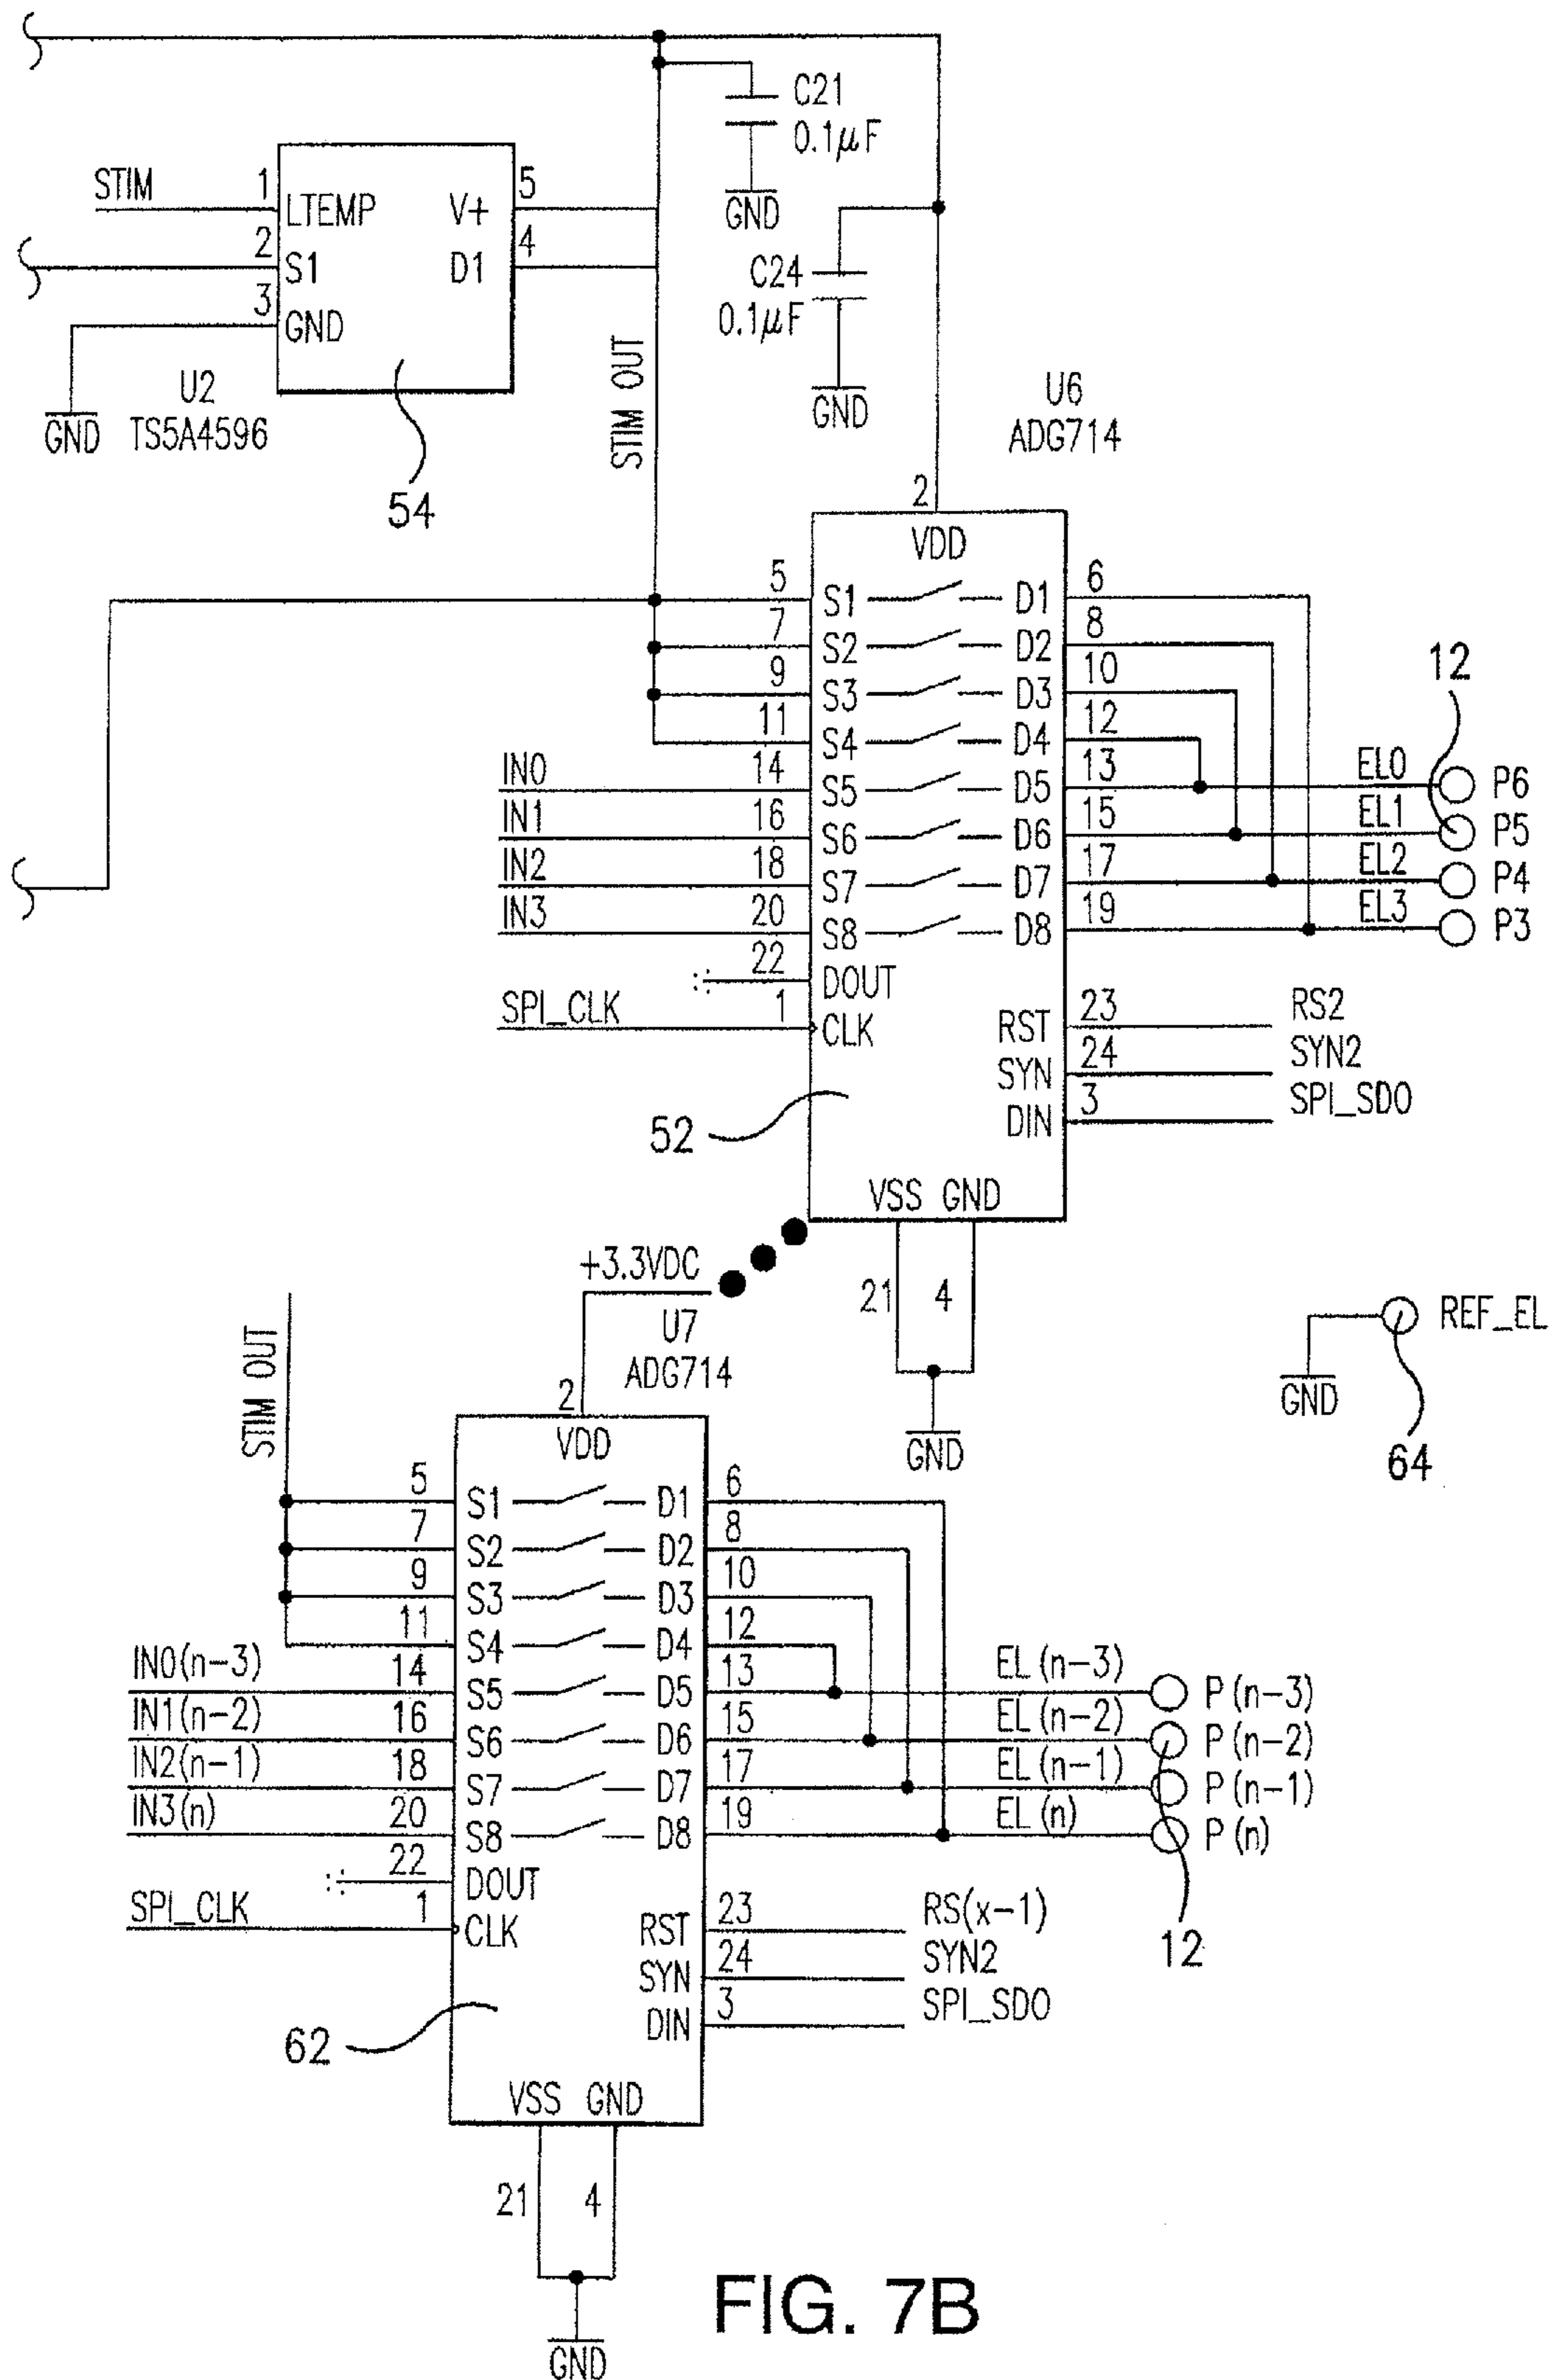 C21
0.1μF
GND
STIM
1
LTEMP
V+
5
2
S1
D1
4
3
GND
GND
U2
TS5A4596
54
C24
0.1μF
GND
STIM OUT
U6
ADG714
2
VDD
5 S1 D1 6
7 S2 D2 8
9 S3 D3 10
11 S4 D4 12
IN0 14 S5 D5 13 EL0 P6
IN1 16 S6 D6 15 EL1 P5
IN2 18 S7 D7 17 EL2 P4
IN3 20 S8 D8 19 EL3 P3
12
22 DOUT
SPI_CLK 1 CLK
RST 23 RS2
SYN 24 SYN2
DIN 3 SPI_SDO
52
VSS GND
21 4
GND
REF_EL
GND
64
+3.3VDC
U7
ADG714
STIM OUT
2
VDD
5 S1 D1 6
7 S2 D2 8
9 S3 D3 10
11 S4 D4 12
IN0(n-3) 14 S5 D5 13 EL(n-3) P(n-3)
IN1(n-2) 16 S6 D6 15 EL(n-2) P(n-2)
IN2(n-1) 18 S7 D7 17 EL(n-1) P(n-1)
IN3(n) 20 S8 D8 19 EL(n) P(n)
12
22 DOUT
SPI_CLK 1 CLK
RST 23 RS(x-1)
SYN 24 SYN2
DIN 3 SPI_SDO
62
VSS GND
21 4
GND
FIG. 7B